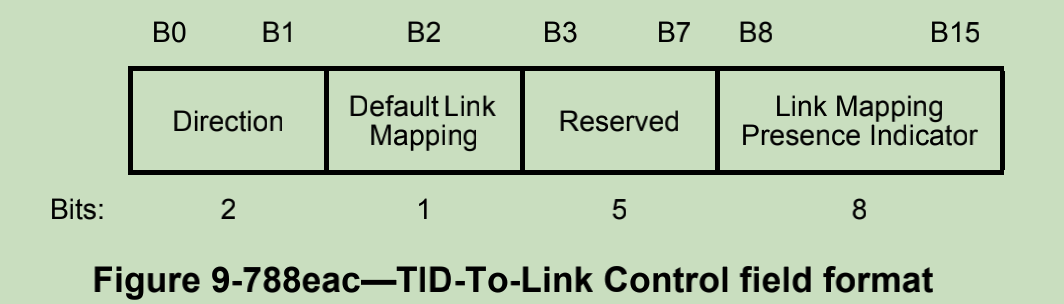 B0 B1 B2 B3 B7 B8 B15
Direction
Default Link
Mapping
Reserved
Link Mapping
Presence Indicator
Bits: 2 1 5 8
Figure 9-788eac—TID-To-Link Control field format